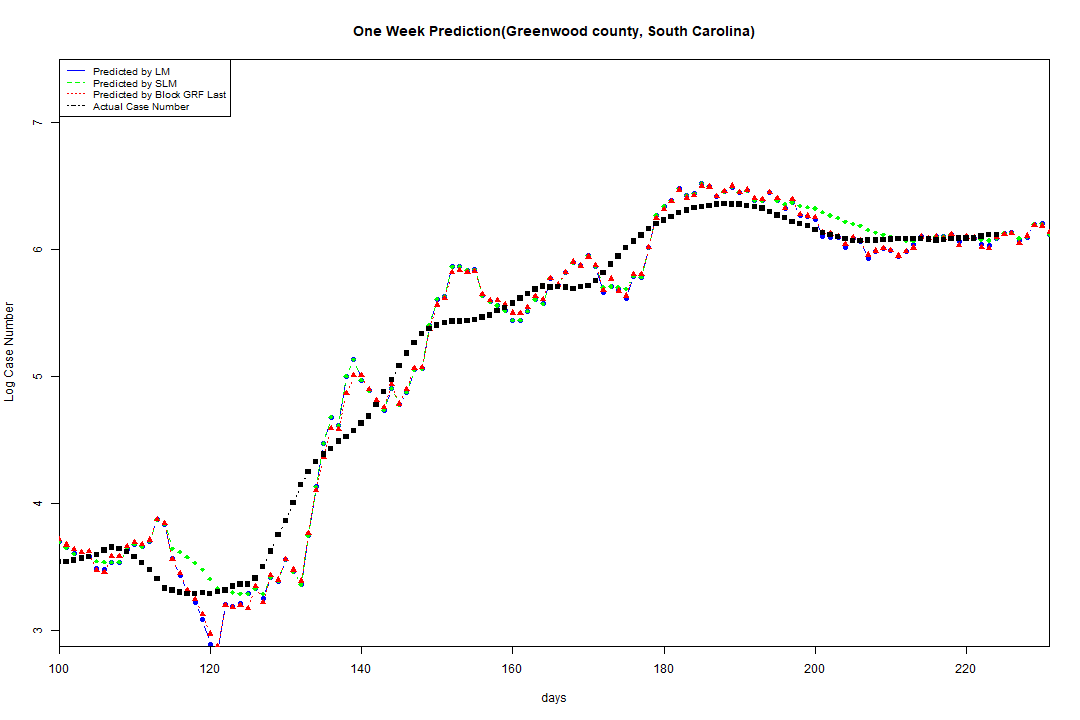 One Week Prediction(Greenwood county, South Carolina)
Predicted by LM
Predicted by SLM
Predicted by Block GRF Last
Actual Case Number
7
6
5
4
3
Log Case Number
100 120 140 160 180 200 220
days